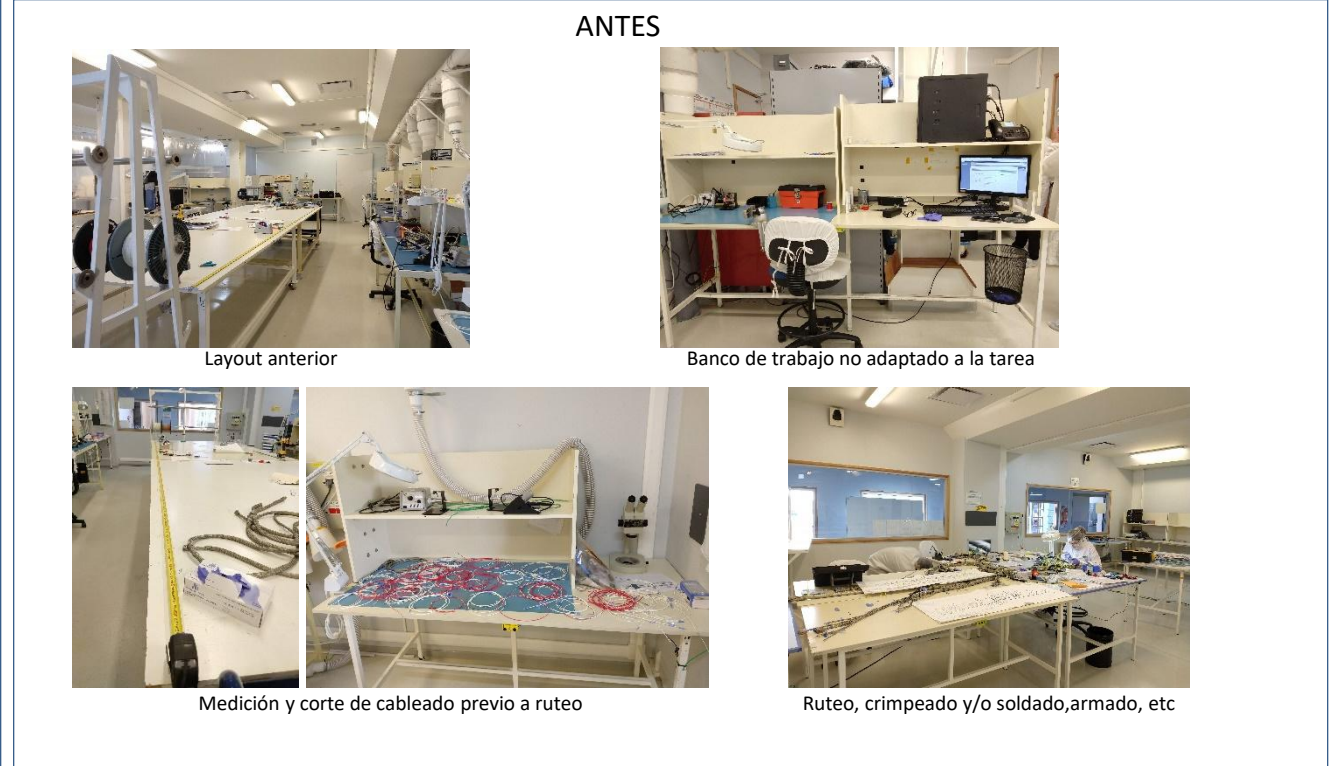 ANTES
Layout anterior
Banco de trabajo no adaptado a la tarea
Medición y corte de cableado previo a ruteo
Ruteo, crimpeado y/o soldado,armado, etc